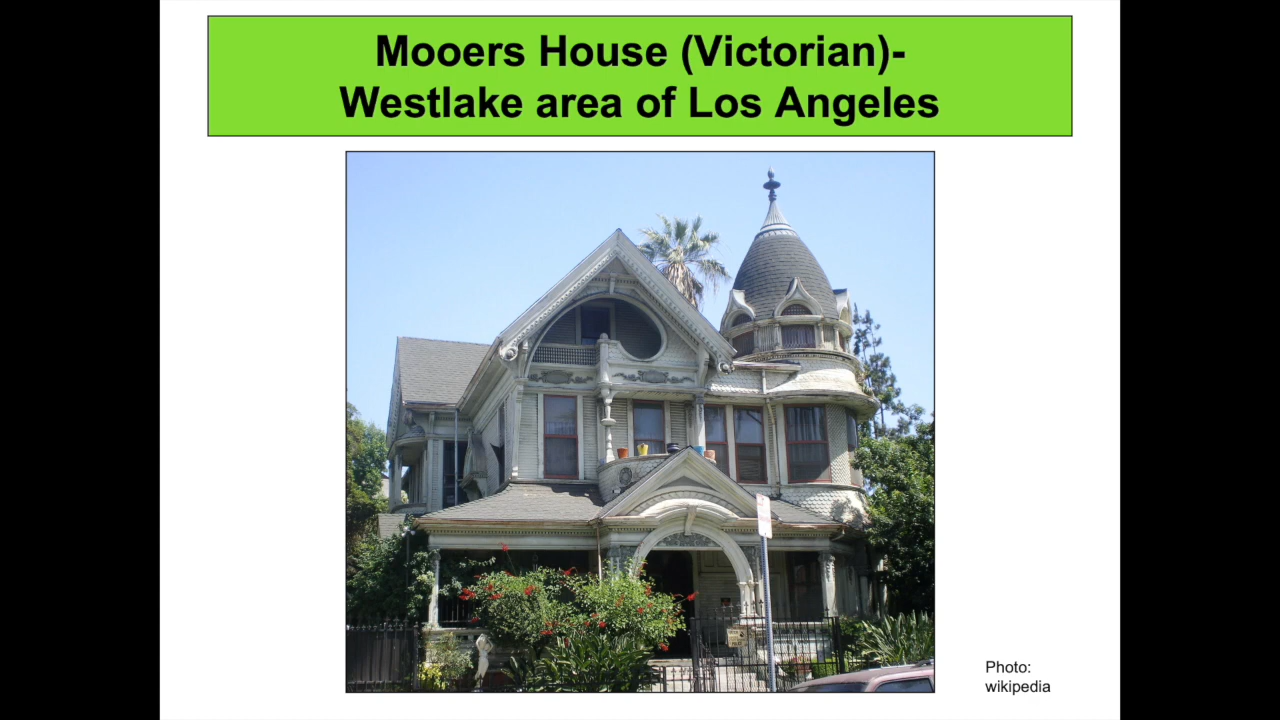 Mooers House (Victorian)-
Westlake area of Los Angeles
Photo:
wikipedia